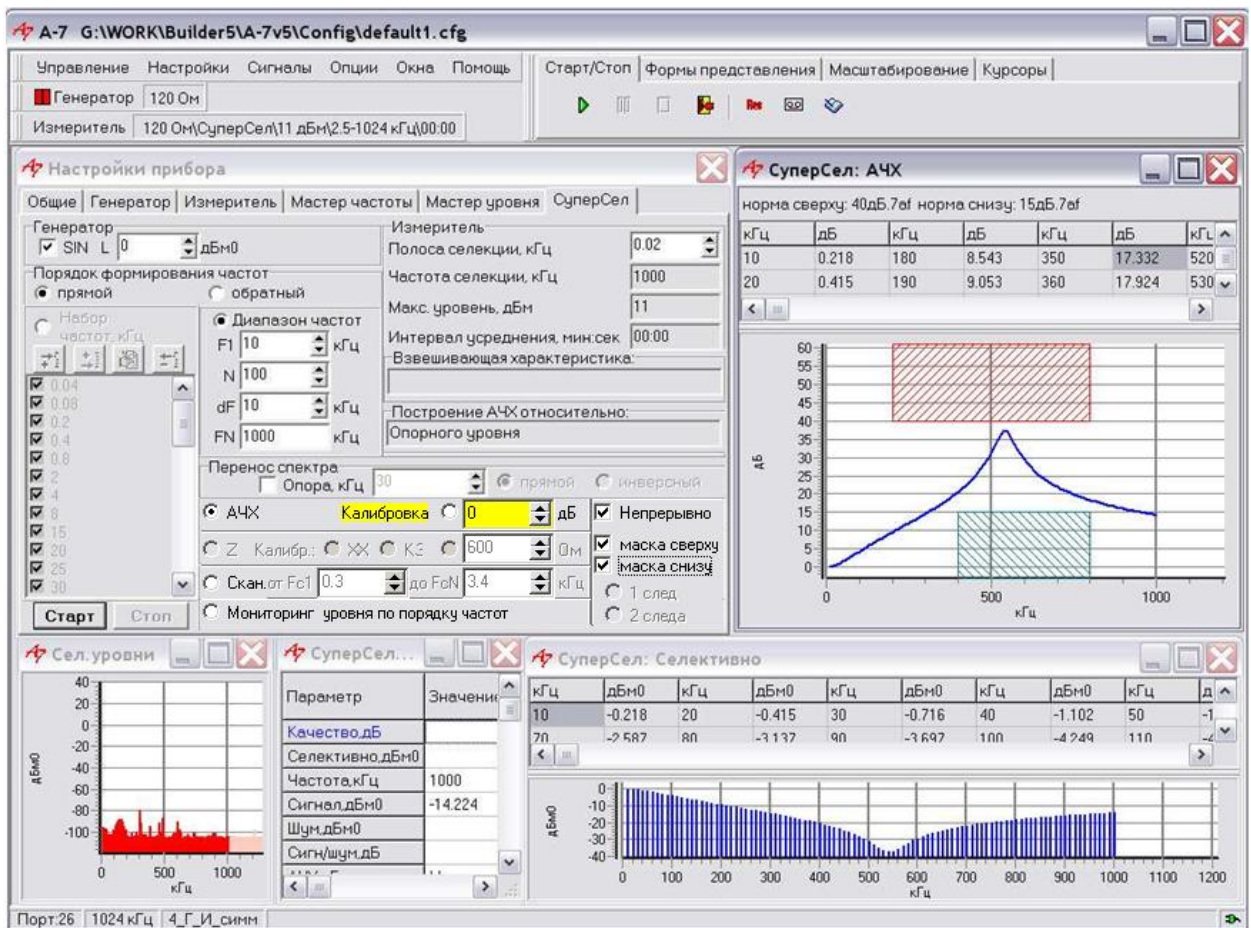 A-7 G:\WORK\Builder5\A-7v5\Config\default1.cfg
Управление Настройки Сигналы Опции Окна Помощь
Генератор 120 Ом
Измеритель 120 Ом\СуперСел\11 дБм\2.5-1024 кГц\00:00
Старт/Стоп Формы представления Масштабирование Курсоры
Res
Настройки прибора
Общие Генератор Измеритель Мастер частоты Мастер уровня СуперСел
Генератор
SIN L 0 дБм0
Порядок формирования частот
прямой обратный
Набор частот, кГц
0.04
0.08
0.2
0.4
0.8
2
4
8
15
20
25
30
Диапазон частот
F1 10 кГц
N 100
dF 10 кГц
FN 1000 кГц
Измеритель
Полоса селекции, кГц 0.02
Частота селекции, кГц 1000
Макс. уровень, дБм 11
Интервал усреднения, мин:сек 00:00
Взвешивающая характеристика:
Построение АЧХ относительно:
Опорного уровня
Перенос спектра
Опора, кГц 30 прямой инверсный
АЧХ Калибровка 0 дБ
Z Калибр.: XX КЗ 600 Ом
Скан. от Fc1 0.3 до FcN 3.4 кГц
Мониторинг уровня по порядку частот
Непрерывно
маска сверху
маска снизу
1 след
2 следа
Старт Стоп
СуперСел: АЧХ
норма сверху: 40дБ.7af норма снизу: 15дБ.7af
кГц дБ кГц дБ кГц дБ кГц
10 0.218 180 8.543 350 17.332 520
20 0.415 190 9.053 360 17.924 530
60
55
50
45
40
35
30
25
20
15
10
5
0
дБ
0 500 1000
кГц
Сел.уровни
40
20
0
-20
-40
-60
-80
-100
дБм0
0 500 1000
кГц
СуперСел...
Параметр Значение
Качество,дБ
Селективно,дБм0
Частота,кГц 1000
Сигнал,дБм0 -14.224
Шум,дБм0
Сигн/шум,дБ
СуперСел: Селективно
кГц дБм0 кГц дБм0 кГц дБм0 кГц дБм0 кГц д
10 -0.218 20 -0.415 30 -0.716 40 -1.102 50 -1
70 -2.587 80 -3.137 90 -3.697 100 -4.249 110 -4
0
-10
-20
-30
-40
дБм0
0 100 200 300 400 500 600 700 800 900 1000 1100 1200
кГц
Порт:26 1024 кГц 4_Г_И_симм